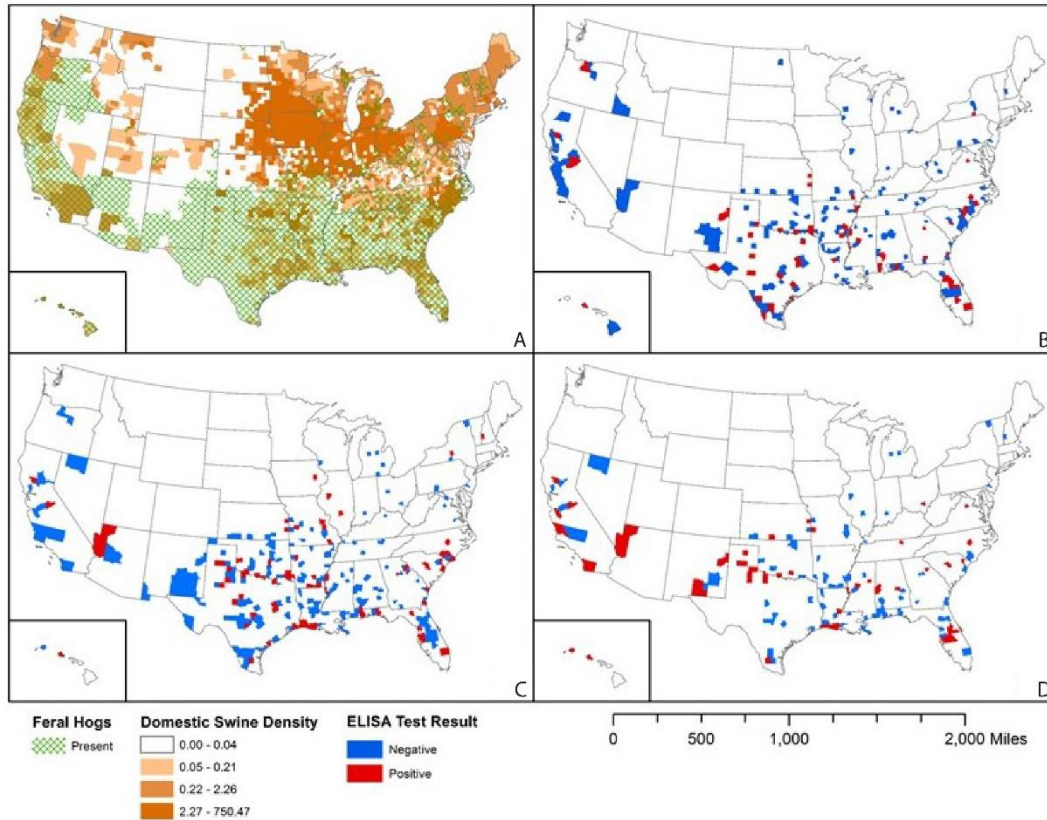 A
B
C
D
Feral Hogs
Present
Domestic Swine Density
0.00 - 0.04
0.05 - 0.21
0.22 - 2.26
2.27 - 750.47
ELISA Test Result
Negative
Positive
0 500 1,000 2,000 Miles